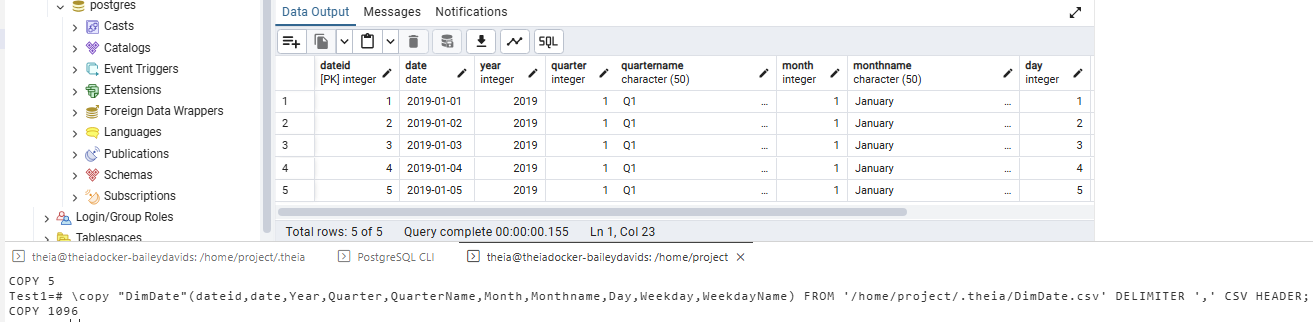 postgres
Casts
Catalogs
Event Triggers
Extensions
Foreign Data Wrappers
Languages
Publications
Schemas
Subscriptions
Login/Group Roles
Tablespaces
Data Output Messages Notifications
SQL
dateid date year quarter quartername month monthname day
[PK] integer date integer integer character (50) integer character (50) integer
1 1 2019-01-01 2019 1 Q1 ... 1 January ... 1
2 2 2019-01-02 2019 1 Q1 ... 1 January ... 2
3 3 2019-01-03 2019 1 Q1 ... 1 January ... 3
4 4 2019-01-04 2019 1 Q1 ... 1 January ... 4
5 5 2019-01-05 2019 1 Q1 ... 1 January ... 5
Total rows: 5 of 5 Query complete 00:00:00.155 Ln 1, Col 23
theia@theiadocker-baileydavids: /home/project/.theia PostgreSQL CLI theia@theiadocker-baileydavids: /home/project
COPY 5
Test1=# \copy "DimDate"(dateid,date,Year,Quarter,QuarterName,Month,Monthname,Day,Weekday,WeekdayName) FROM '/home/project/.theia/DimDate.csv' DELIMITER ',' CSV HEADER;
COPY 1096